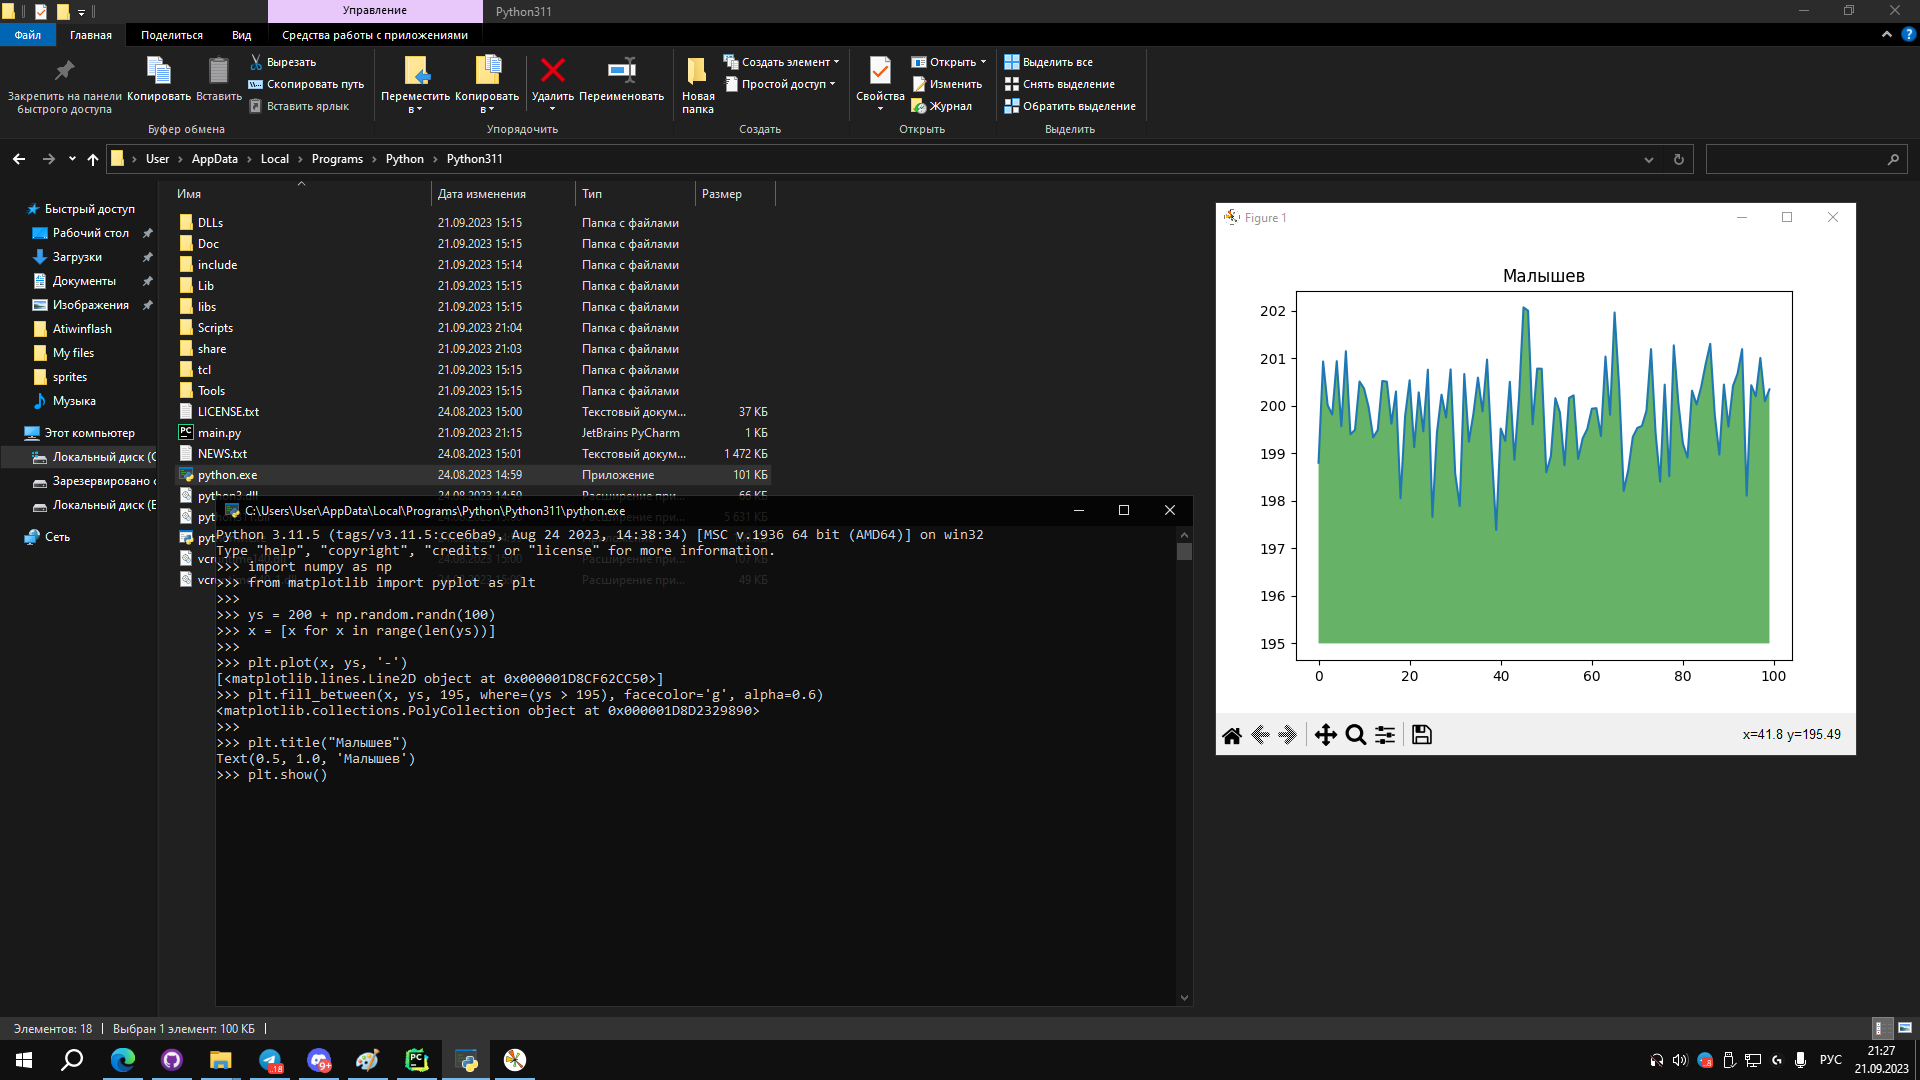 Управление
Python311
Файл
Главная
Поделиться
Вид
Средства работы с приложениями
Закрепить на панели быстрого доступа
Копировать
Вставить
Вырезать
Скопировать путь
Вставить ярлык
Буфер обмена
Переместить в
Копировать в
Удалить
Переименовать
Упорядочить
Новая папка
Создать элемент
Простой доступ
Создать
Свойства
Открыть
Изменить
Журнал
Открыть
Выделить все
Снять выделение
Обратить выделение
Выделить
User › AppData › Local › Programs › Python › Python311
Быстрый доступ
Рабочий стол
Загрузки
Документы
Изображения
Atiwinflash
My files
sprites
Музыка
Этот компьютер
Локальный диск (C
Зарезервировано с
Локальный диск (E
Сеть
Имя Дата изменения Тип Размер
DLLs 21.09.2023 15:15 Папка с файлами
Doc 21.09.2023 15:15 Папка с файлами
include 21.09.2023 15:14 Папка с файлами
Lib 21.09.2023 15:15 Папка с файлами
libs 21.09.2023 15:15 Папка с файлами
Scripts 21.09.2023 21:04 Папка с файлами
share 21.09.2023 21:03 Папка с файлами
tcl 21.09.2023 15:15 Папка с файлами
Tools 21.09.2023 15:15 Папка с файлами
LICENSE.txt 24.08.2023 15:00 Текстовый докум... 37 КБ
main.py 21.09.2023 21:15 JetBrains PyCharm 1 КБ
NEWS.txt 24.08.2023 15:01 Текстовый докум... 1 472 КБ
python.exe 24.08.2023 14:59 Приложение 101 КБ
python3.dll 24.08.2023 14:59 Расширение при... 66 КБ
C:\Users\User\AppData\Local\Programs\Python\Python311\python.exe
Python 3.11.5 (tags/v3.11.5:cce6ba9, Aug 24 2023, 14:38:34) [MSC v.1936 64 bit (AMD64)] on win32
Type "help", "copyright", "credits" or "license" for more information.
>>> import numpy as np
>>> from matplotlib import pyplot as plt
>>>
>>> ys = 200 + np.random.randn(100)
>>> x = [x for x in range(len(ys))]
>>>
>>> plt.plot(x, ys, '-')
[<matplotlib.lines.Line2D object at 0x000001D8CF62CC50>]
>>> plt.fill_between(x, ys, 195, where=(ys > 195), facecolor='g', alpha=0.6)
<matplotlib.collections.PolyCollection object at 0x000001D8D2329890>
>>>
>>> plt.title("Малышев")
Text(0.5, 1.0, 'Малышев')
>>> plt.show()
Figure 1
Малышев
202
201
200
199
198
197
196
195
0 20 40 60 80 100
x=41.8 y=195.49
Элементов: 18
Выбран 1 элемент: 100 КБ
РУС
21:27
21.09.2023